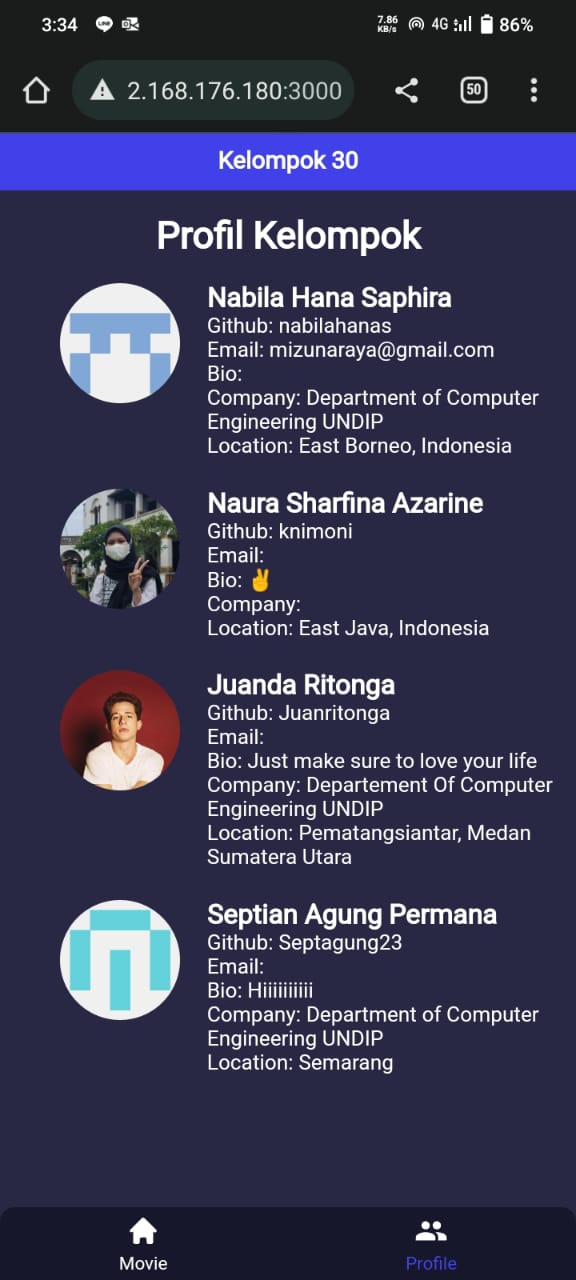 3:34
LINE
7.86
KB/s
4G
86%
2.168.176.180:3000
50
Kelompok 30
Profil Kelompok
Nabila Hana Saphira
Github: nabilahanas
Email: mizunaraya@gmail.com
Bio:
Company: Department of Computer
Engineering UNDIP
Location: East Borneo, Indonesia
Naura Sharfina Azarine
Github: knimoni
Email:
Bio: ✌️
Company:
Location: East Java, Indonesia
Juanda Ritonga
Github: Juanritonga
Email:
Bio: Just make sure to love your life
Company: Departement Of Computer
Engineering UNDIP
Location: Pematangsiantar, Medan
Sumatera Utara
Septian Agung Permana
Github: Septagung23
Email:
Bio: Hiiiiiiiiii
Company: Department of Computer
Engineering UNDIP
Location: Semarang
Movie
Profile